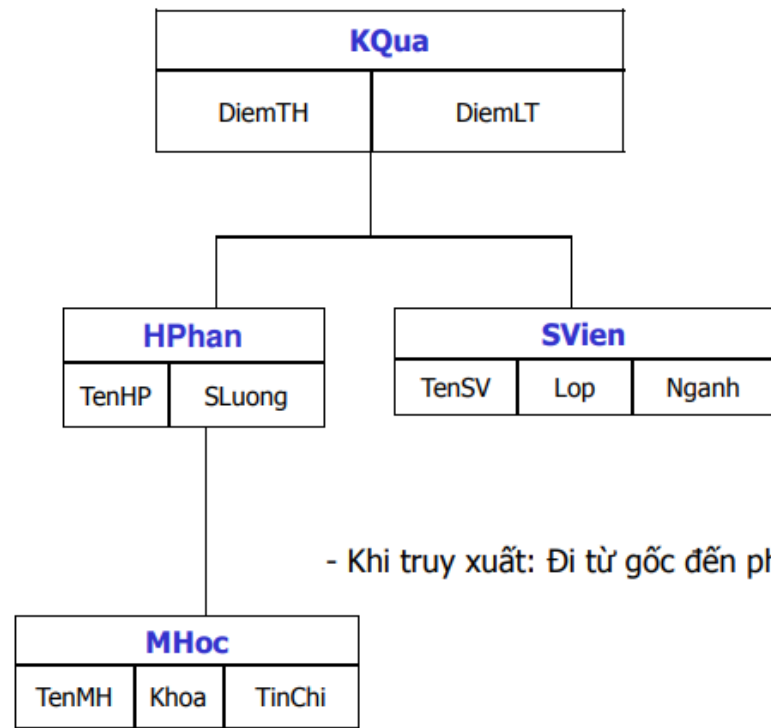 KQua
DiemTH DiemLT
HPhan
TenHP SLuong
SVien
TenSV Lop Nganh
- Khi truy xuất: Đi từ gốc đến
MHoc
TenMH Khoa TinChi